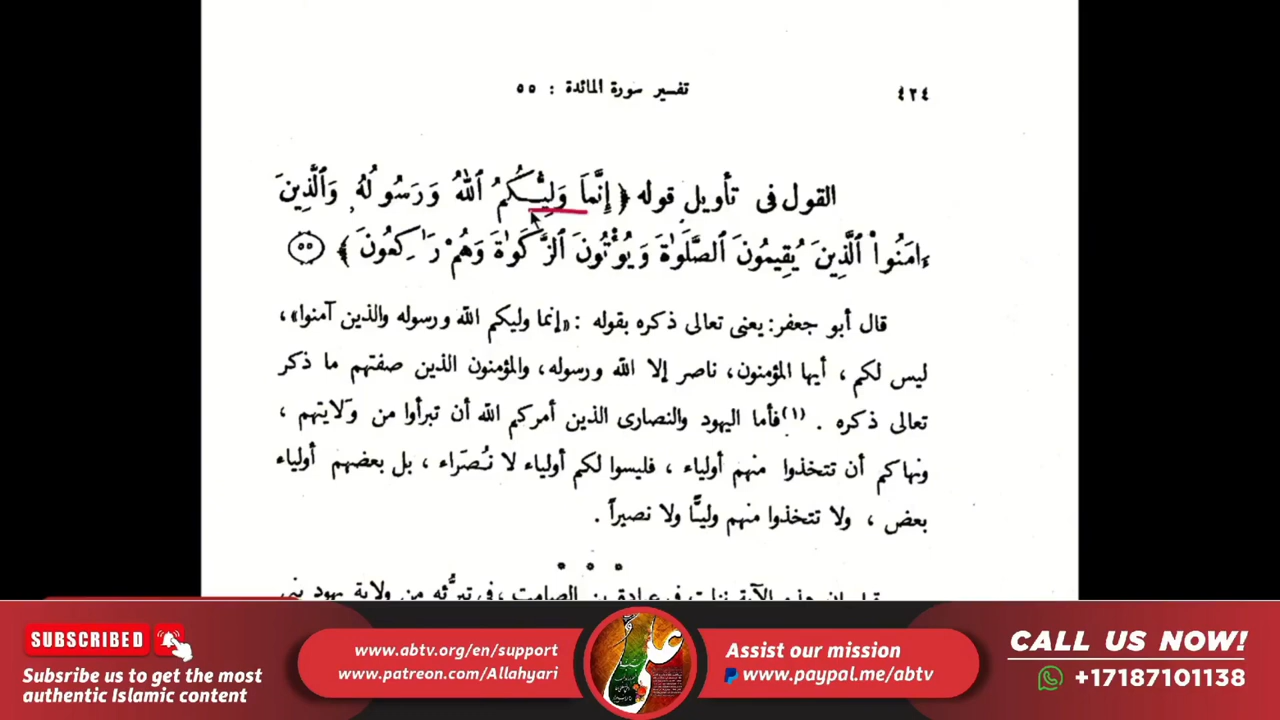 ٤٢٤
تفسير سورة المائدة : ٥٥
القول فى تأويل قوله ﴿ إِنَّمَا وَلِيُّكُمُ ٱللَّهُ وَرَسُولُهُۥ وَٱلَّذِينَ
ءَامَنُوا۟ ٱلَّذِينَ يُقِيمُونَ ٱلصَّلَوٰةَ وَيُؤْتُونَ ٱلزَّكَوٰةَ وَهُمْ رَٰكِعُونَ ﴾ ٥٥
قال أبو جعفر: يعنى تعالى ذكره بقوله : «إنما وليكم الله ورسوله والذين آمنوا» ،
ليس لكم ، أيها المؤمنون، ناصر إلا الله ورسوله، والمؤمنون الذين صفتهم ما ذكر
تعالى ذكره . (١) فأما اليهود والنصارى الذين أمركم الله أن تبرأوا من وَلايتهم ،
ونهاكم أن تتخذوا منهم أولياء ، فليسوا لكم أولياء لا نُصَراء ، بل بعضهم أولياء
بعض ، ولا تتخذوا منهم وليًّا ولا نصيراً .
SUBSCRIBED
Subsribe us to get the most
authentic Islamic content
www.abtv.org/en/support
www.patreon.com/Allahyari
Assist our mission
www.paypal.me/abtv
CALL US NOW!
+17187101138